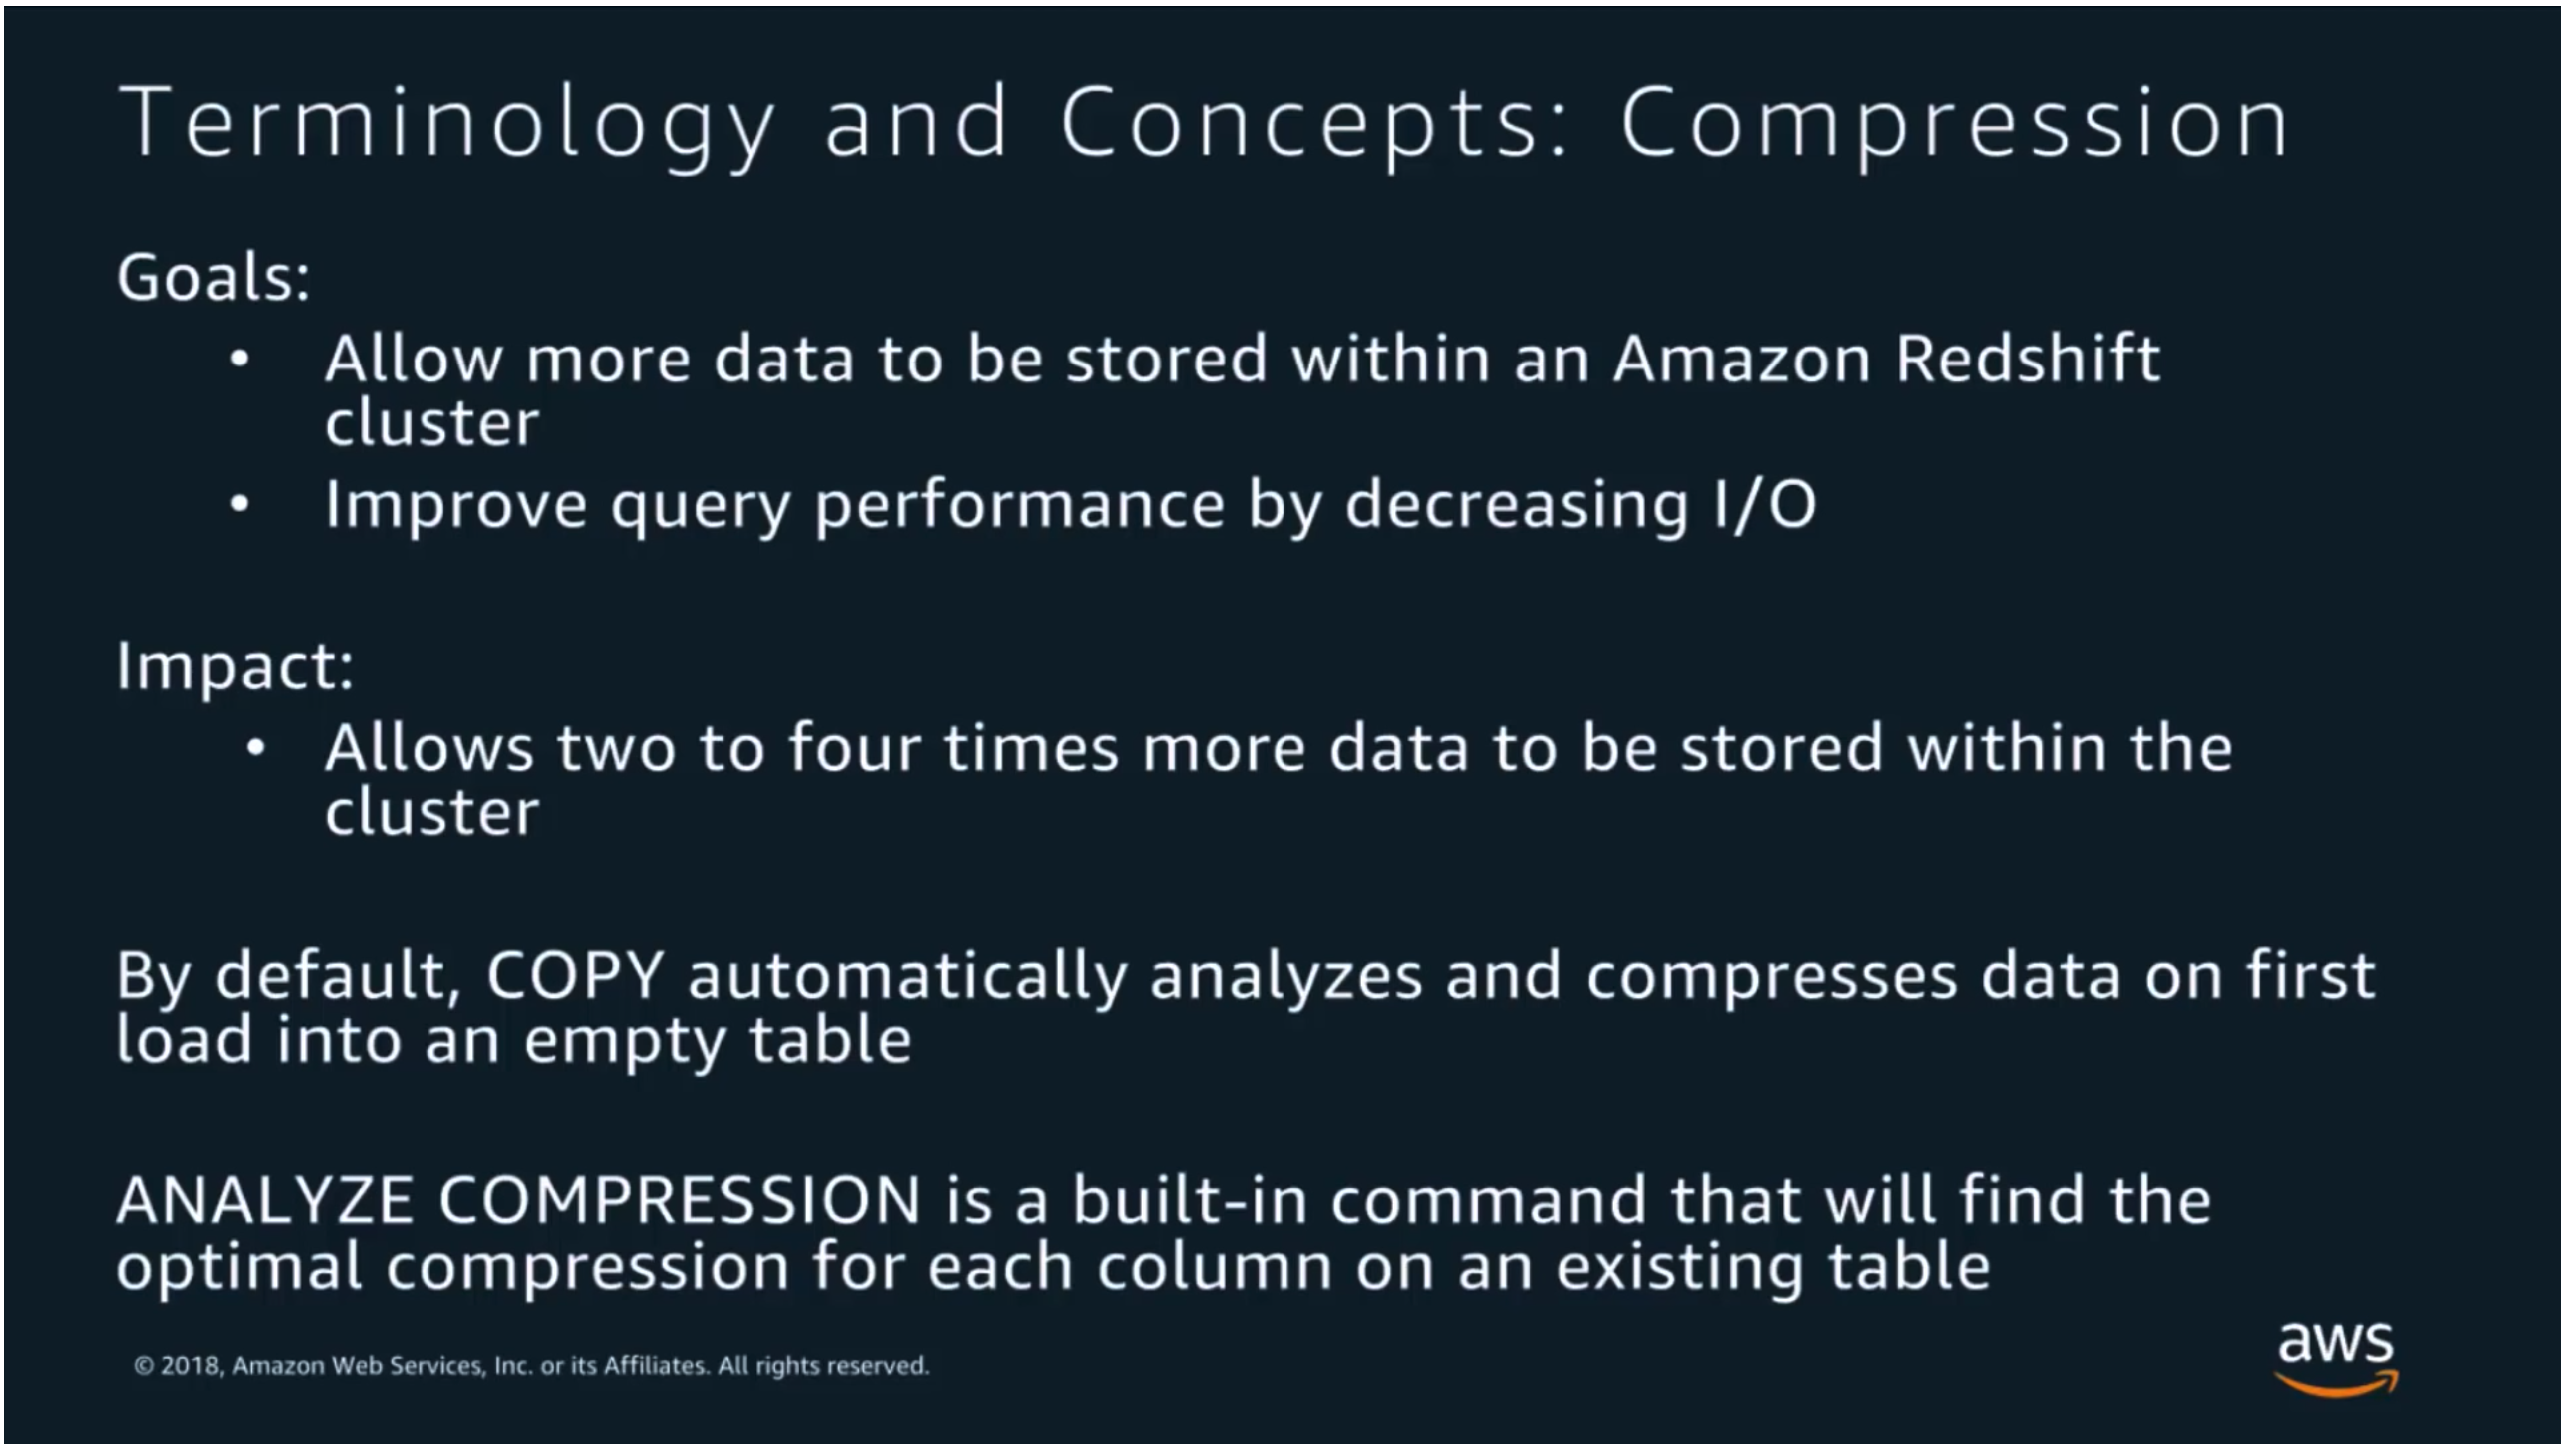 Terminology and Concepts: Compression
Goals:
• Allow more data to be stored within an Amazon Redshift
cluster
• Improve query performance by decreasing I/O
Impact:
• Allows two to four times more data to be stored within the
cluster
By default, COPY automatically analyzes and compresses data on first
load into an empty table
ANALYZE COMPRESSION is a built-in command that will find the
optimal compression for each column on an existing table
© 2018, Amazon Web Services, Inc. or its Affiliates. All rights reserved.
aws